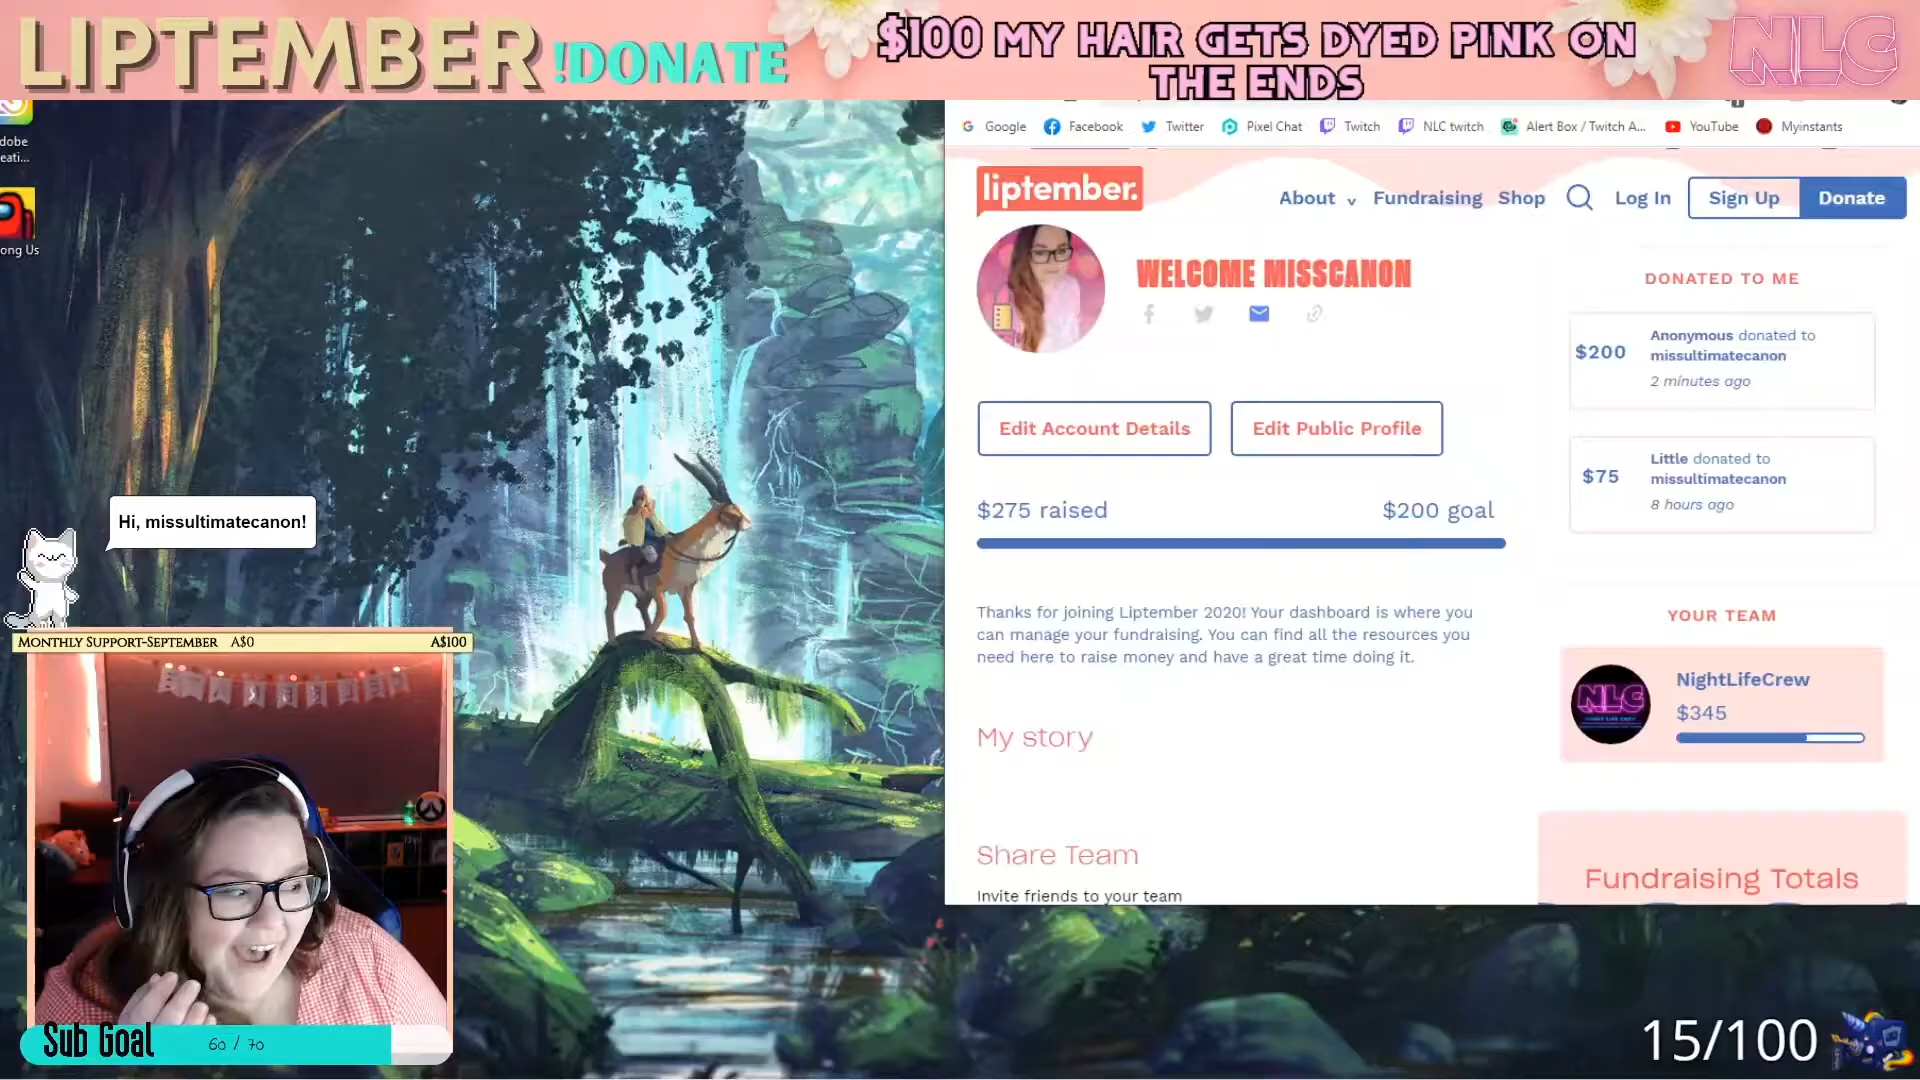 LIPTEMBER !DONATE
$100 MY HAIR GETS DYED PINK ON
THE ENDS
NLC
dobe
eati...
ong Us
Google Facebook Twitter Pixel Chat Twitch NLC twitch Alert Box / Twitch A... YouTube Myinstants
liptember.
About Fundraising Shop Log In Sign Up Donate
WELCOME MISSCANON
Edit Account Details Edit Public Profile
$275 raised $200 goal
Thanks for joining Liptember 2020! Your dashboard is where you
can manage your fundraising. You can find all the resources you
need here to raise money and have a great time doing it.
My story
Share Team
Invite friends to your team
DONATED TO ME
$200
Anonymous donated to
missultimatecanon
2 minutes ago
$75
Little donated to
missultimatecanon
8 hours ago
YOUR TEAM
NLC
NightLifeCrew
$345
Fundraising Totals
Hi, missultimatecanon!
Monthly Support-September A$0 A$100
Sub Goal 60 / 70
15/100